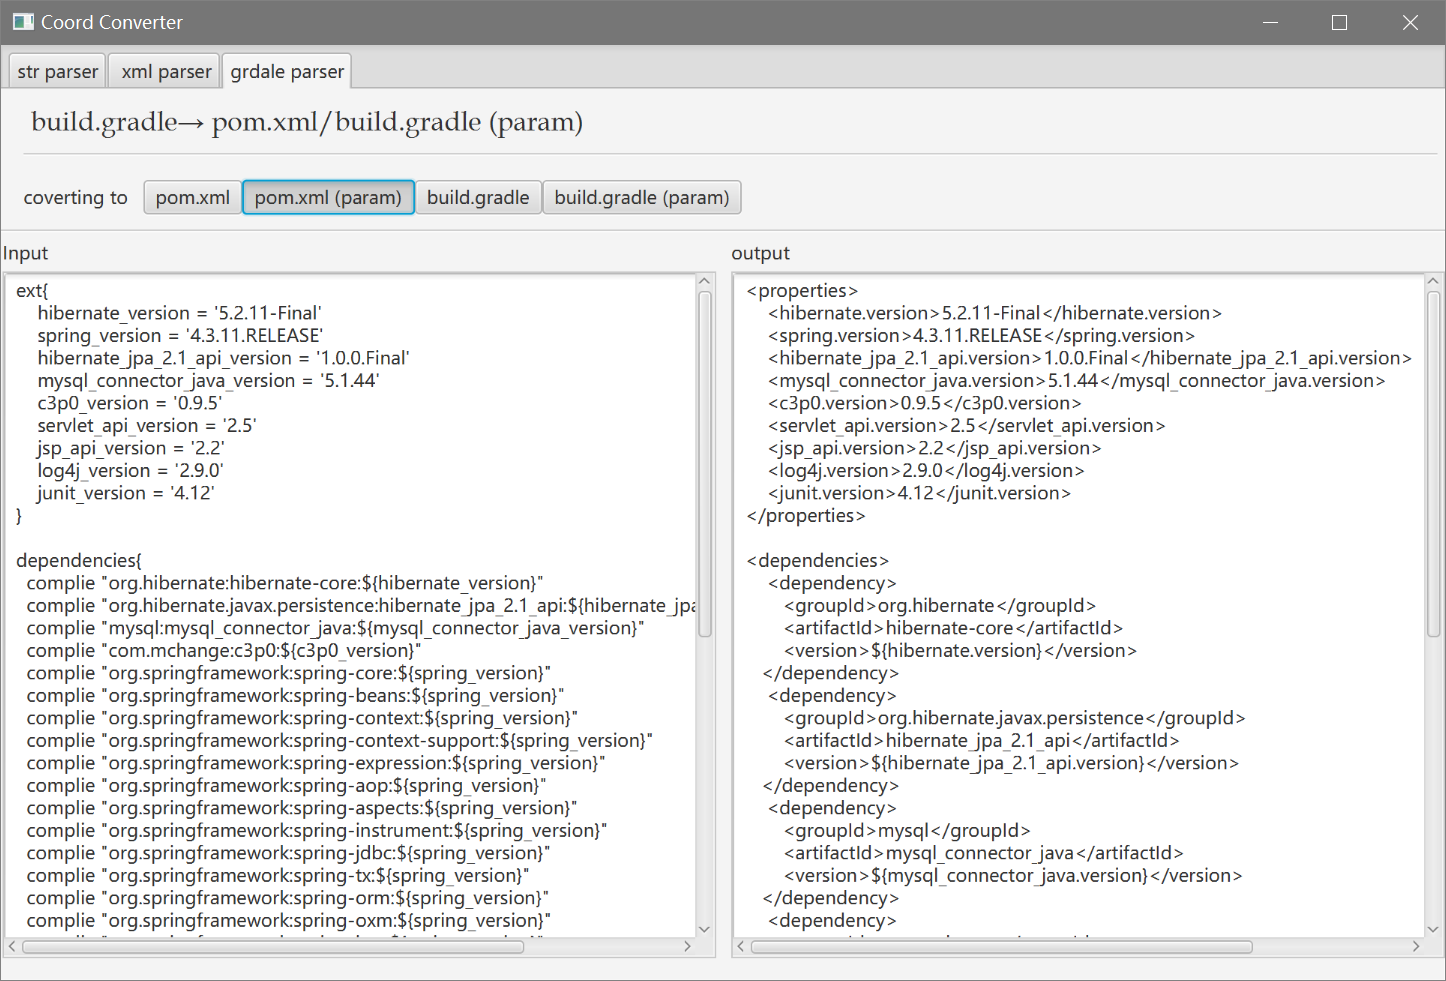 Coord Converter
str parser
xml parser
grdale parser
build.gradle→ pom.xml/build.gradle (param)
coverting to
pom.xml
pom.xml (param)
build.gradle
build.gradle (param)
Input
ext{
hibernate_version = '5.2.11-Final'
spring_version = '4.3.11.RELEASE'
hibernate_jpa_2.1_api_version = '1.0.0.Final'
mysql_connector_java_version = '5.1.44'
c3p0_version = '0.9.5'
servlet_api_version = '2.5'
jsp_api_version = '2.2'
log4j_version = '2.9.0'
junit_version = '4.12'
}
dependencies{
complie "org.hibernate:hibernate-core:${hibernate_version}"
complie "org.hibernate.javax.persistence:hibernate_jpa_2.1_api:${hibernate_jpa
complie "mysql:mysql_connector_java:${mysql_connector_java_version}"
complie "com.mchange:c3p0:${c3p0_version}"
complie "org.springframework:spring-core:${spring_version}"
complie "org.springframework:spring-beans:${spring_version}"
complie "org.springframework:spring-context:${spring_version}"
complie "org.springframework:spring-context-support:${spring_version}"
complie "org.springframework:spring-expression:${spring_version}"
complie "org.springframework:spring-aop:${spring_version}"
complie "org.springframework:spring-aspects:${spring_version}"
complie "org.springframework:spring-instrument:${spring_version}"
complie "org.springframework:spring-jdbc:${spring_version}"
complie "org.springframework:spring-tx:${spring_version}"
complie "org.springframework:spring-orm:${spring_version}"
complie "org.springframework:spring-oxm:${spring_version}"
output
<properties>
<hibernate.version>5.2.11-Final</hibernate.version>
<spring.version>4.3.11.RELEASE</spring.version>
<hibernate_jpa_2.1_api.version>1.0.0.Final</hibernate_jpa_2.1_api.version>
<mysql_connector_java.version>5.1.44</mysql_connector_java.version>
<c3p0.version>0.9.5</c3p0.version>
<servlet_api.version>2.5</servlet_api.version>
<jsp_api.version>2.2</jsp_api.version>
<log4j.version>2.9.0</log4j.version>
<junit.version>4.12</junit.version>
</properties>
<dependencies>
<dependency>
<groupId>org.hibernate</groupId>
<artifactId>hibernate-core</artifactId>
<version>${hibernate.version}</version>
</dependency>
<dependency>
<groupId>org.hibernate.javax.persistence</groupId>
<artifactId>hibernate_jpa_2.1_api</artifactId>
<version>${hibernate_jpa_2.1_api.version}</version>
</dependency>
<dependency>
<groupId>mysql</groupId>
<artifactId>mysql_connector_java</artifactId>
<version>${mysql_connector_java.version}</version>
</dependency>
<dependency>